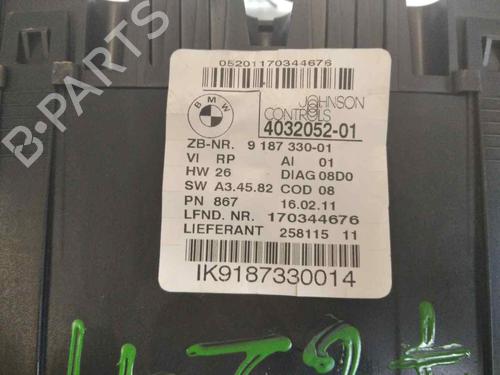 05201170344676
BMW
JOHNSON
CONTROLS
4032052-01
ZB-NR. 9 187 330-01
VI RP AI 01
HW 26 DIAG 08D0
SW A3.45.82 COD 08
PN 867 16.02.11
LFND. NR. 170344676
LIEFERANT 258115 11
IK9187330014
B-PARTS